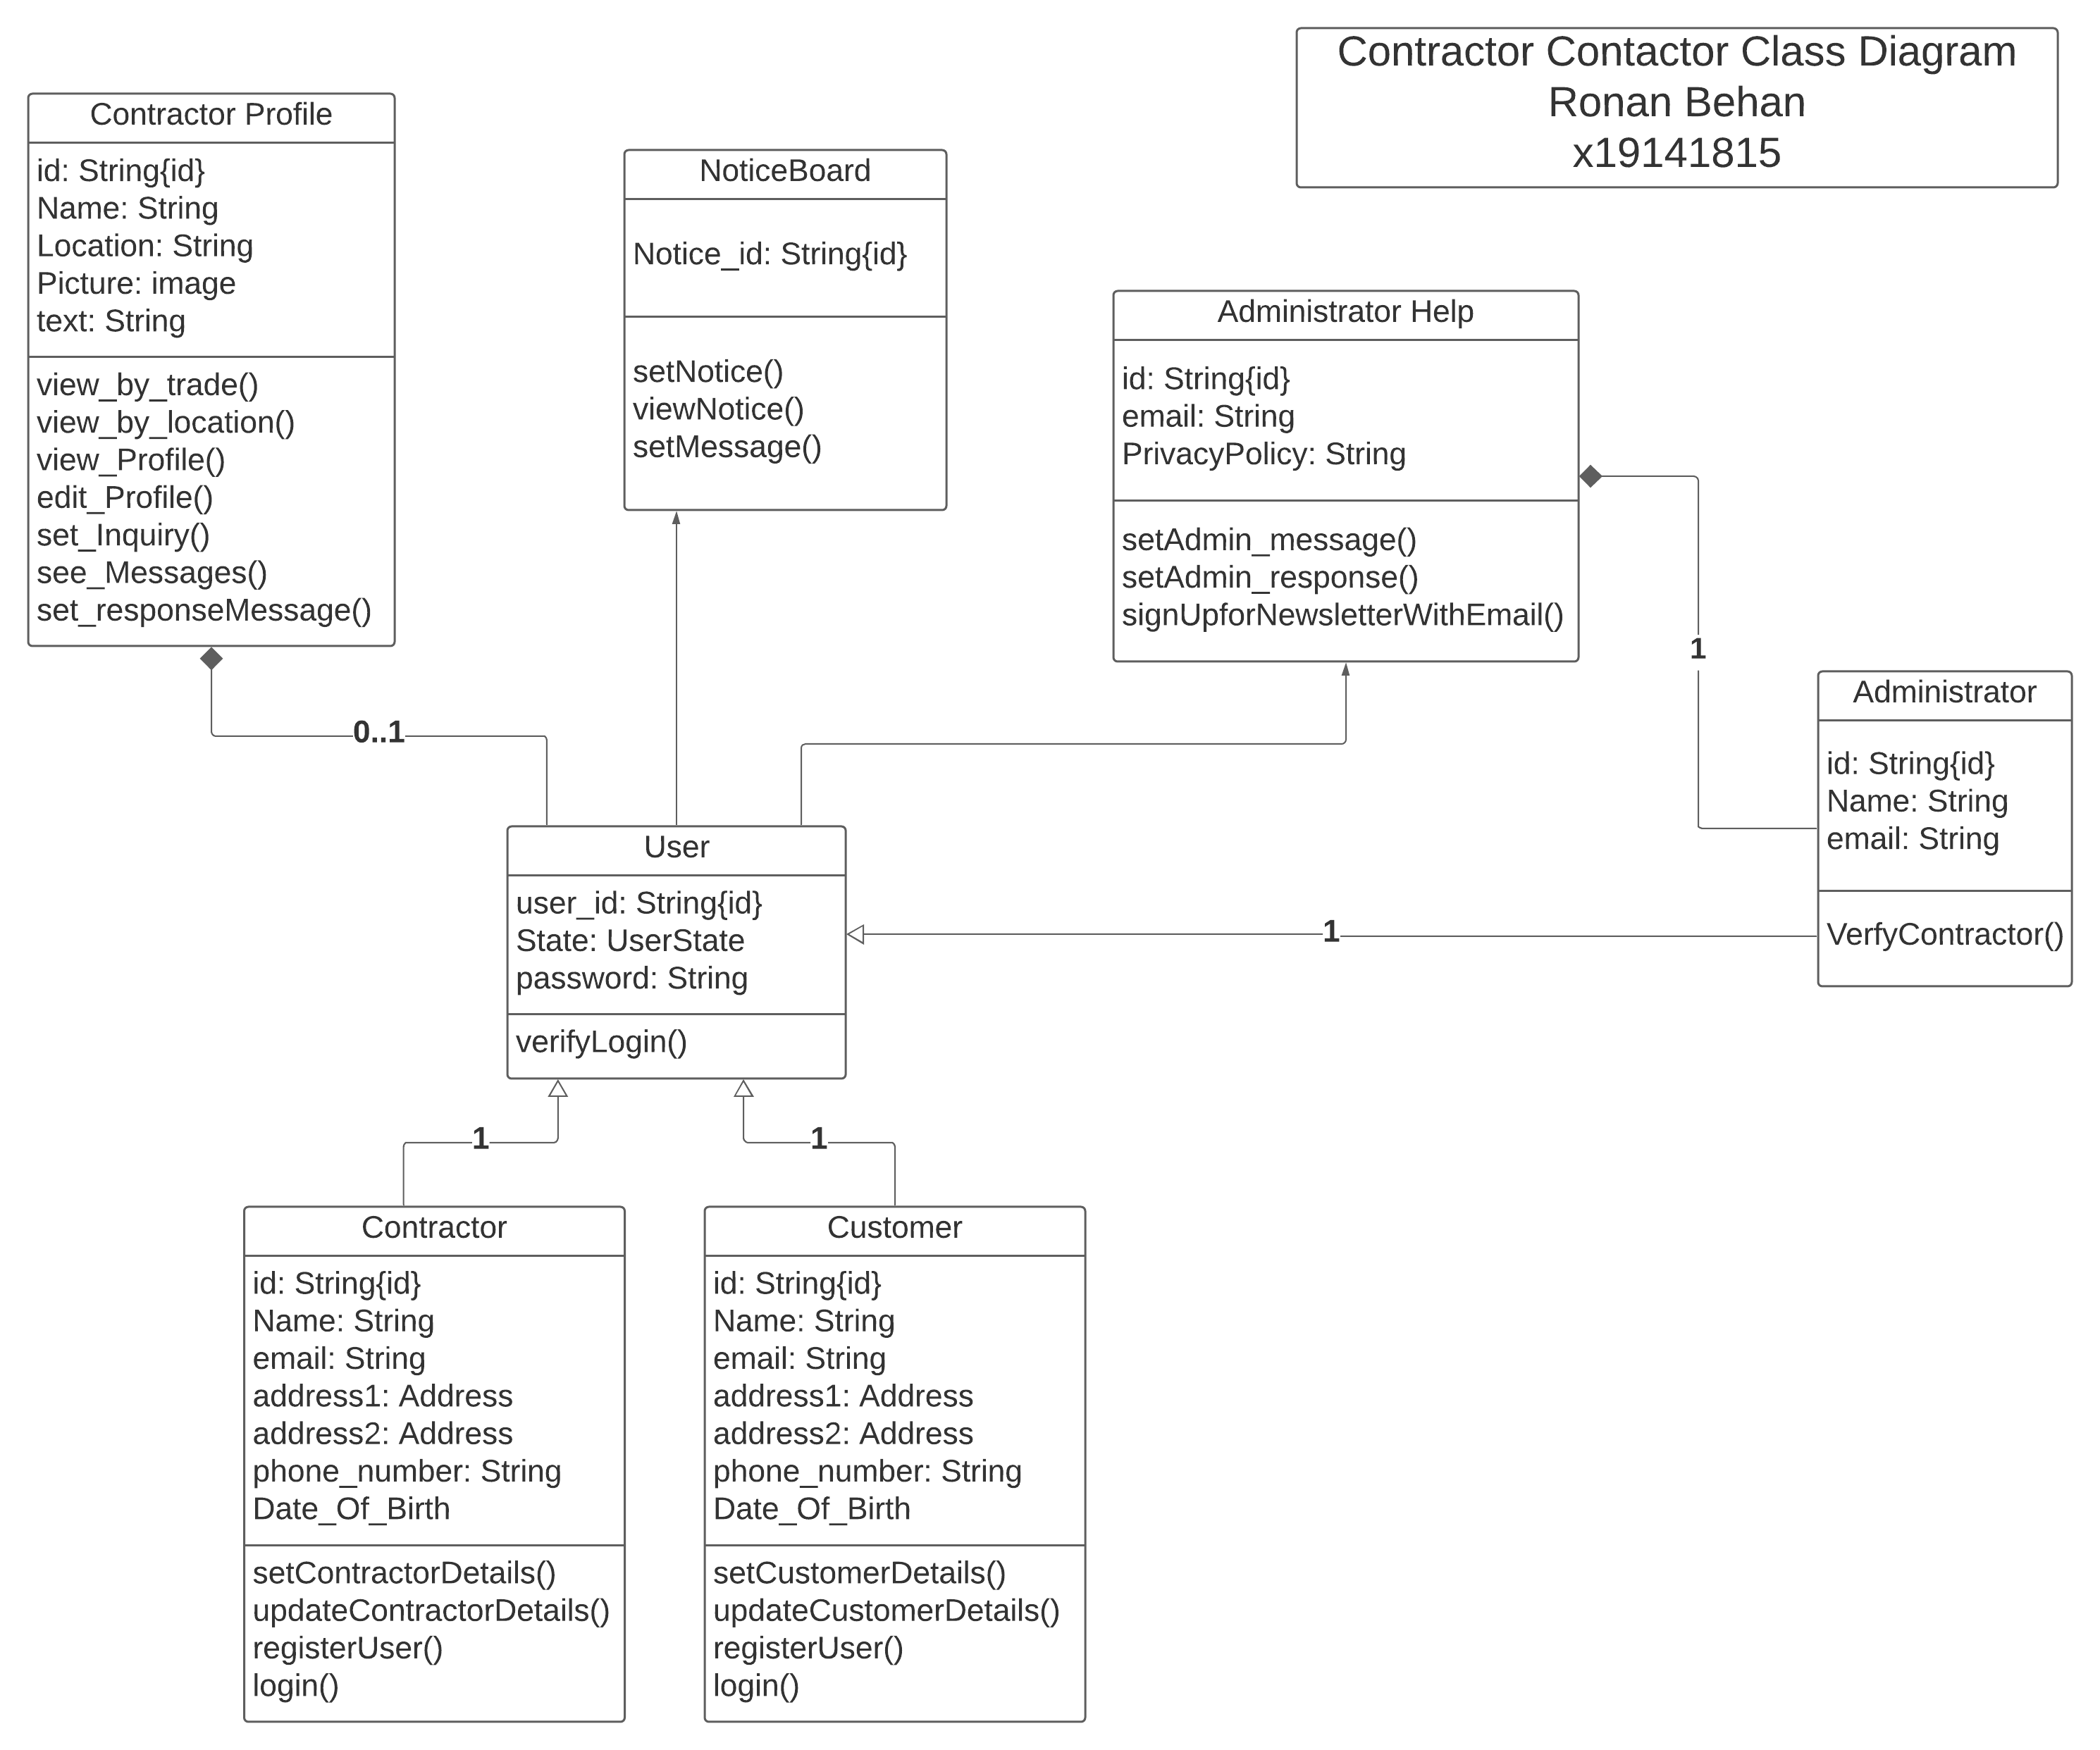 Contractor Contactor Class Diagram
Ronan Behan
x19141815
Contractor Profile
id: String{id}
Name: String
Location: String
Picture: image
text: String
view_by_trade()
view_by_location()
view_Profile()
edit_Profile()
set_Inquiry()
see_Messages()
set_responseMessage()
NoticeBoard
Notice_id: String{id}
setNotice()
viewNotice()
setMessage()
Administrator Help
id: String{id}
email: String
PrivacyPolicy: String
setAdmin_message()
setAdmin_response()
signUpforNewsletterWithEmail()
1
0..1
Administrator
id: String{id}
Name: String
email: String
VerfyContractor()
User
user_id: String{id}
State: UserState
password: String
verifyLogin()
1
1
1
Contractor
id: String{id}
Name: String
email: String
address1: Address
address2: Address
phone_number: String
Date_Of_Birth
setContractorDetails()
updateContractorDetails()
registerUser()
login()
Customer
id: String{id}
Name: String
email: String
address1: Address
address2: Address
phone_number: String
Date_Of_Birth
setCustomerDetails()
updateCustomerDetails()
registerUser()
login()